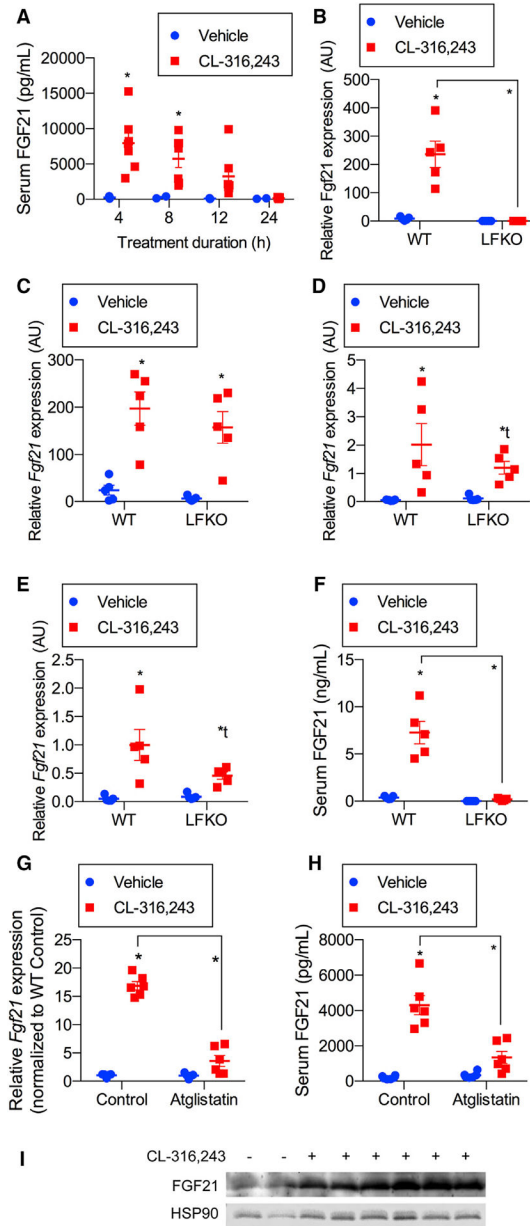 A
Vehicle
CL-316,243
Serum FGF21 (pg/mL)
20000
15000
10000
5000
0
*
*
4 8 12 24
Treatment duration (h)
B
Vehicle
CL-316,243
Relative Fgf21 expression (AU)
500
400
300
200
100
0
*
*
WT LFKO
C
Vehicle
CL-316,243
Relative Fgf21 expression (AU)
300
200
100
0
*
*
WT LFKO
D
Vehicle
CL-316,243
Relative Fgf21 expression (AU)
5
4
3
2
1
0
*
*t
WT LFKO
E
Vehicle
CL-316,243
Relative Fgf21 expression (AU)
2.5
2.0
1.5
1.0
0.5
0.0
*
*t
WT LFKO
F
Vehicle
CL-316,243
Serum FGF21 (ng/mL)
15
10
5
0
*
*
WT LFKO
G
Vehicle
CL-316,243
Relative Fgf21 expression
(normalized to WT Control)
25
20
15
10
5
0
*
*
Control Atglistatin
H
Vehicle
CL-316,243
Serum FGF21 (pg/mL)
8000
6000
4000
2000
0
*
*
Control Atglistatin
I
CL-316,243 - - + + + + + +
FGF21
HSP90